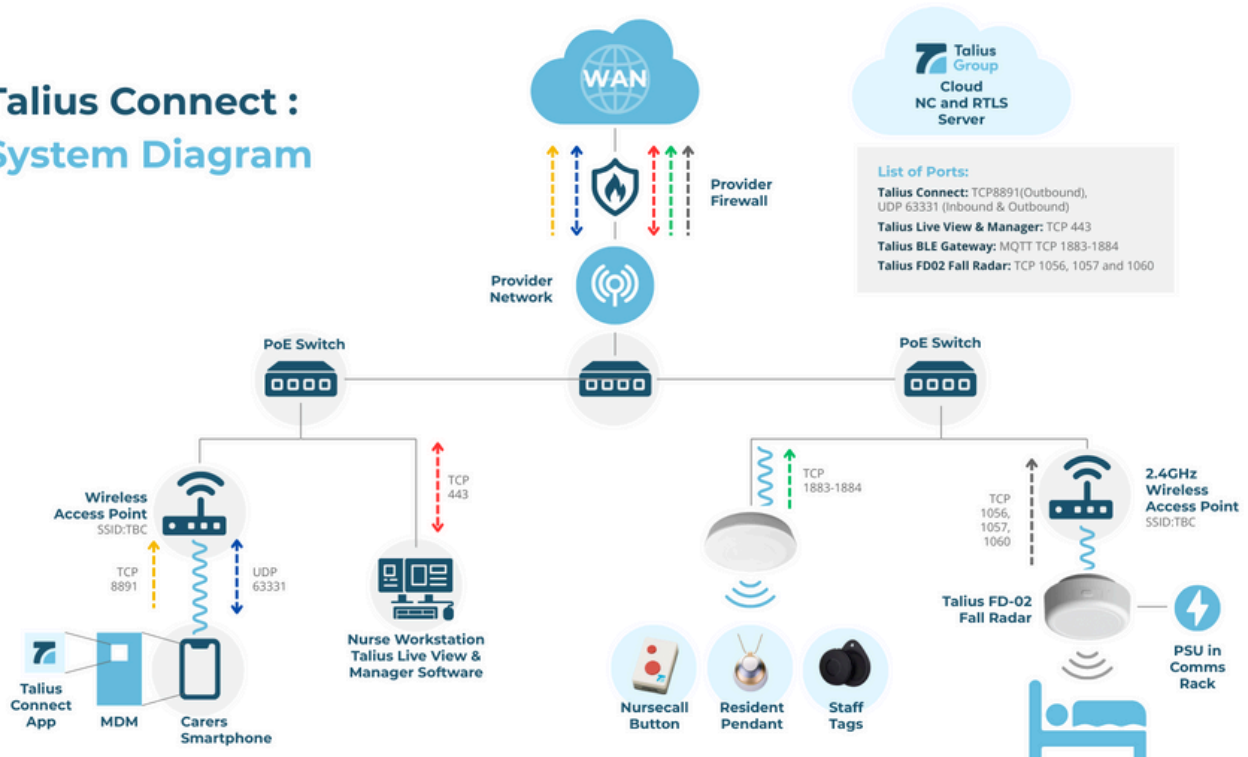 Talius Connect :
System Diagram
WAN
Talius
Group
Cloud
NC and RTLS
Server
List of Ports:
Talius Connect: TCP8891(Outbound),
UDP 63331 (Inbound & Outbound)
Talius Live View & Manager: TCP 443
Talius BLE Gateway: MQTT TCP 1883-1884
Talius FD02 Fall Radar: TCP 1056, 1057 and 1060
Provider
Firewall
Provider
Network
PoE Switch
PoE Switch
Wireless
Access Point
SSID:TBC
TCP
8891
UDP
63331
TCP
443
Nurse Workstation
Talius Live View &
Manager Software
Talius
Connect
App
MDM
Carers
Smartphone
TCP
1883-1884
Nursecall
Button
Resident
Pendant
Staff
Tags
TCP
1056,
1057,
1060
2.4GHz
Wireless
Access Point
SSID:TBC
Talius FD-02
Fall Radar
PSU in
Comms
Rack